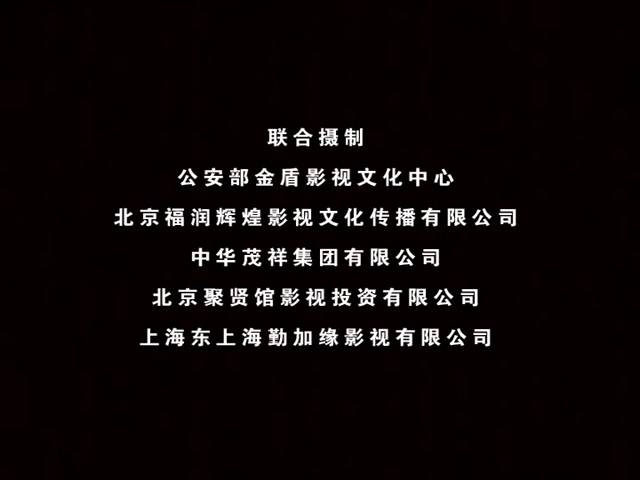 联合摄制
公安部金盾影视文化中心
北京福润辉煌影视文化传播有限公司
中华茂祥集团有限公司
北京聚贤馆影视投资有限公司
上海东上海勤加缘影视有限公司